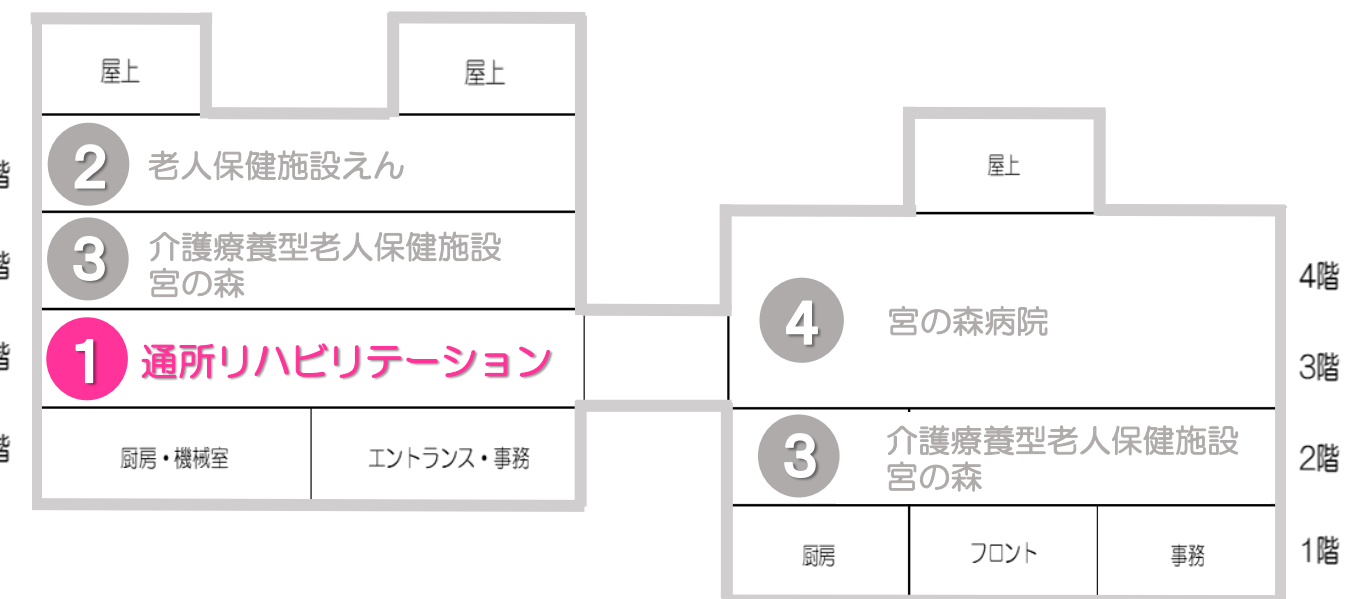 屋上
屋上
② 老人保健施設えん
階
③ 介護療養型老人保健施設
宮の森
階
① 通所リハビリテーション
階
厨房・機械室
エントランス・事務
階
屋上
④ 宮の森病院
4階
3階
③ 介護療養型老人保健施設
宮の森
2階
厨房
フロント
事務
1階